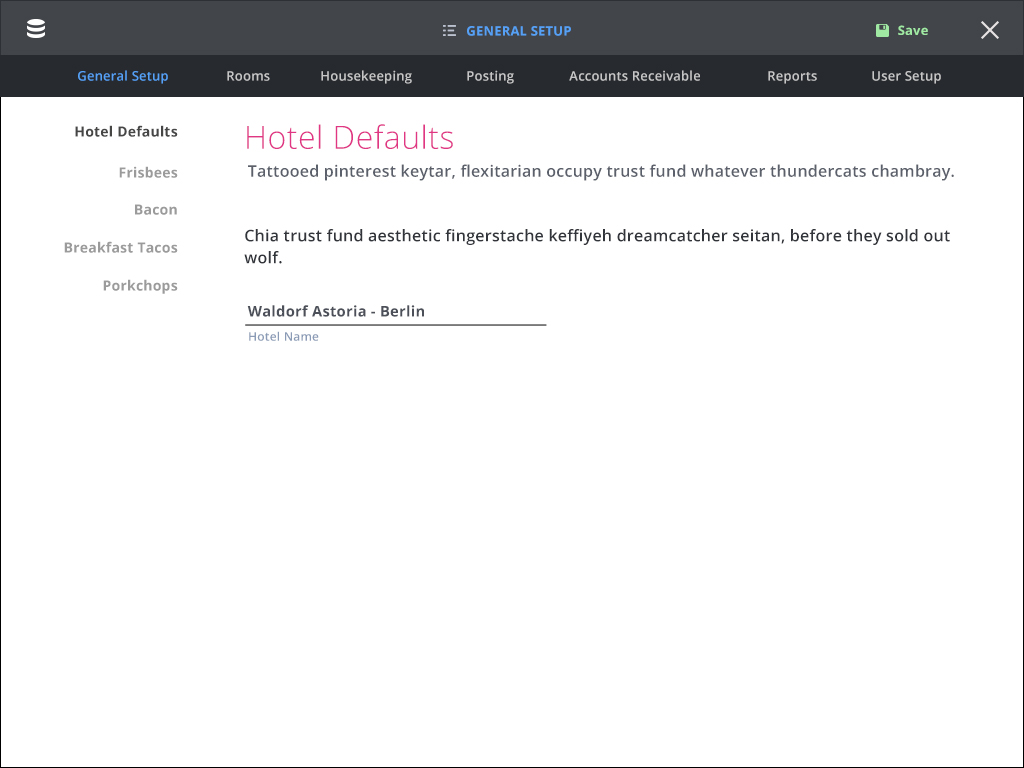 GENERAL SETUP
Save
General Setup Rooms Housekeeping Posting Accounts Receivable Reports User Setup
Hotel Defaults
Frisbees
Bacon
Breakfast Tacos
Porkchops
Hotel Defaults
Tattooed pinterest keytar, flexitarian occupy trust fund whatever thundercats chambray.
Chia trust fund aesthetic fingerstache keffiyeh dreamcatcher seitan, before they sold out
wolf.
Waldorf Astoria - Berlin
Hotel Name